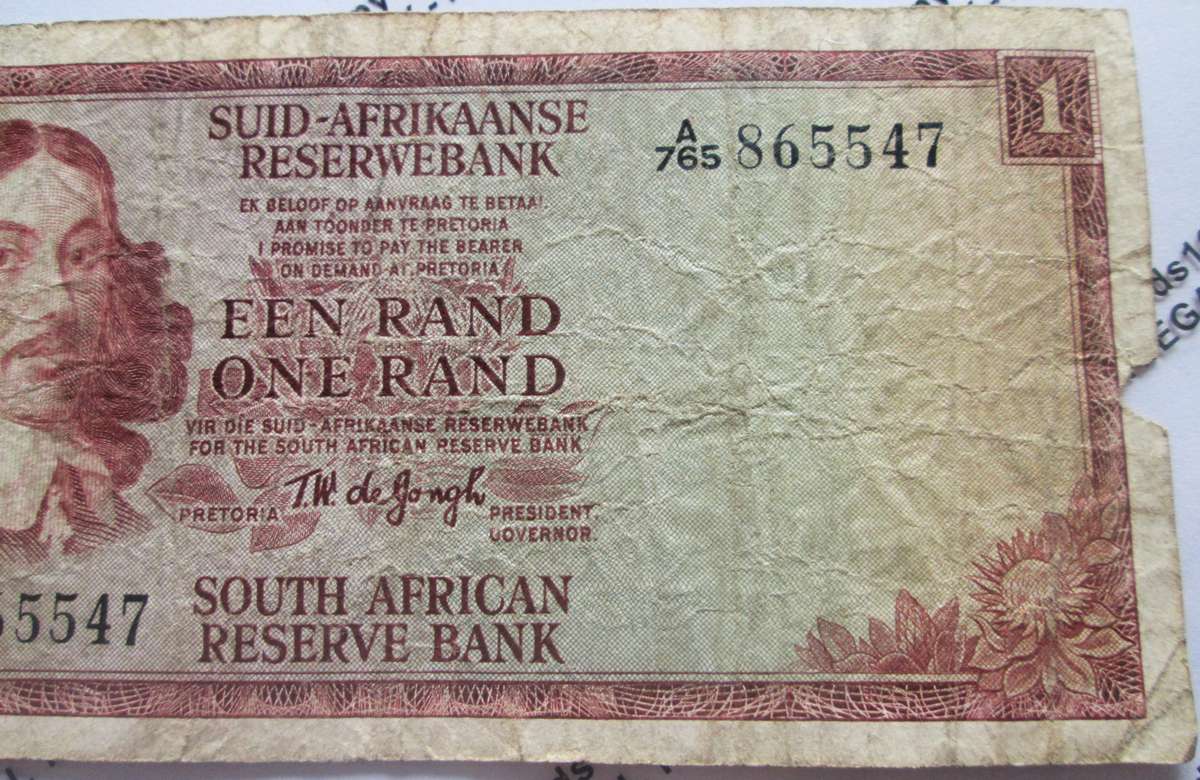 SUID-AFRIKAANSE
RESERWEBANK
A
765 865547
1
EK BELOOF OP AANVRAAG TE BETAAL
AAN TOONDER TE PRETORIA
I PROMISE TO PAY THE BEARER
ON DEMAND AT PRETORIA
EEN RAND
ONE RAND
VIR DIE SUID-AFRIKAANSE RESERWEBANK
FOR THE SOUTH AFRICAN RESERVE BANK
T.W. de Jongh
PRETORIA
PRESIDENT.
GOVERNOR.
55547
SOUTH AFRICAN
RESERVE BANK